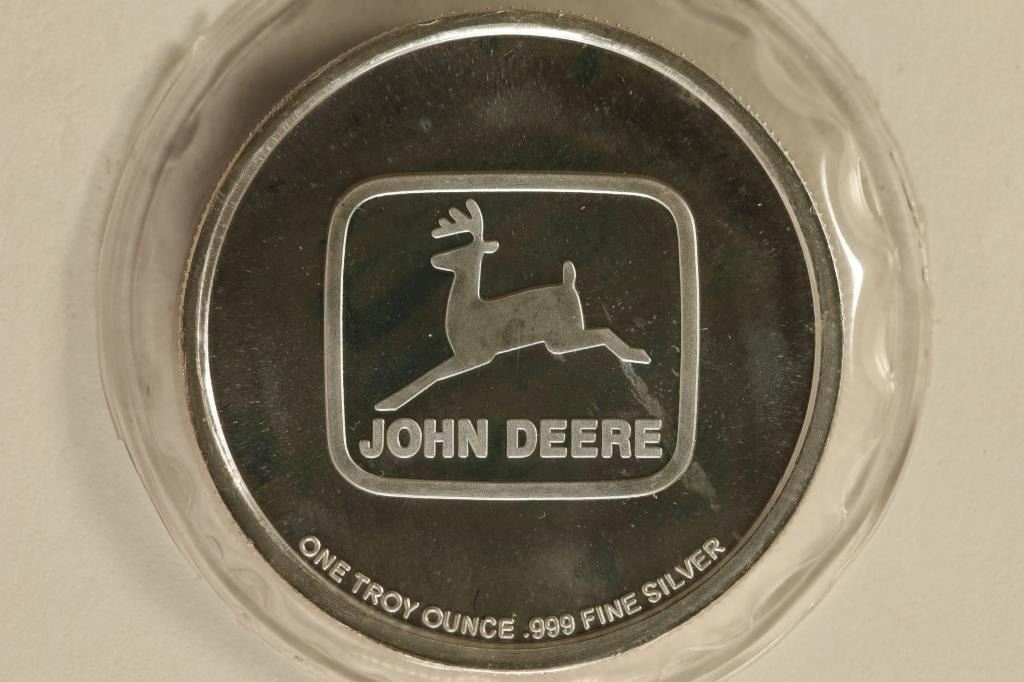 JOHN DEERE
ONE TROY OUNCE .999 FINE SILVER